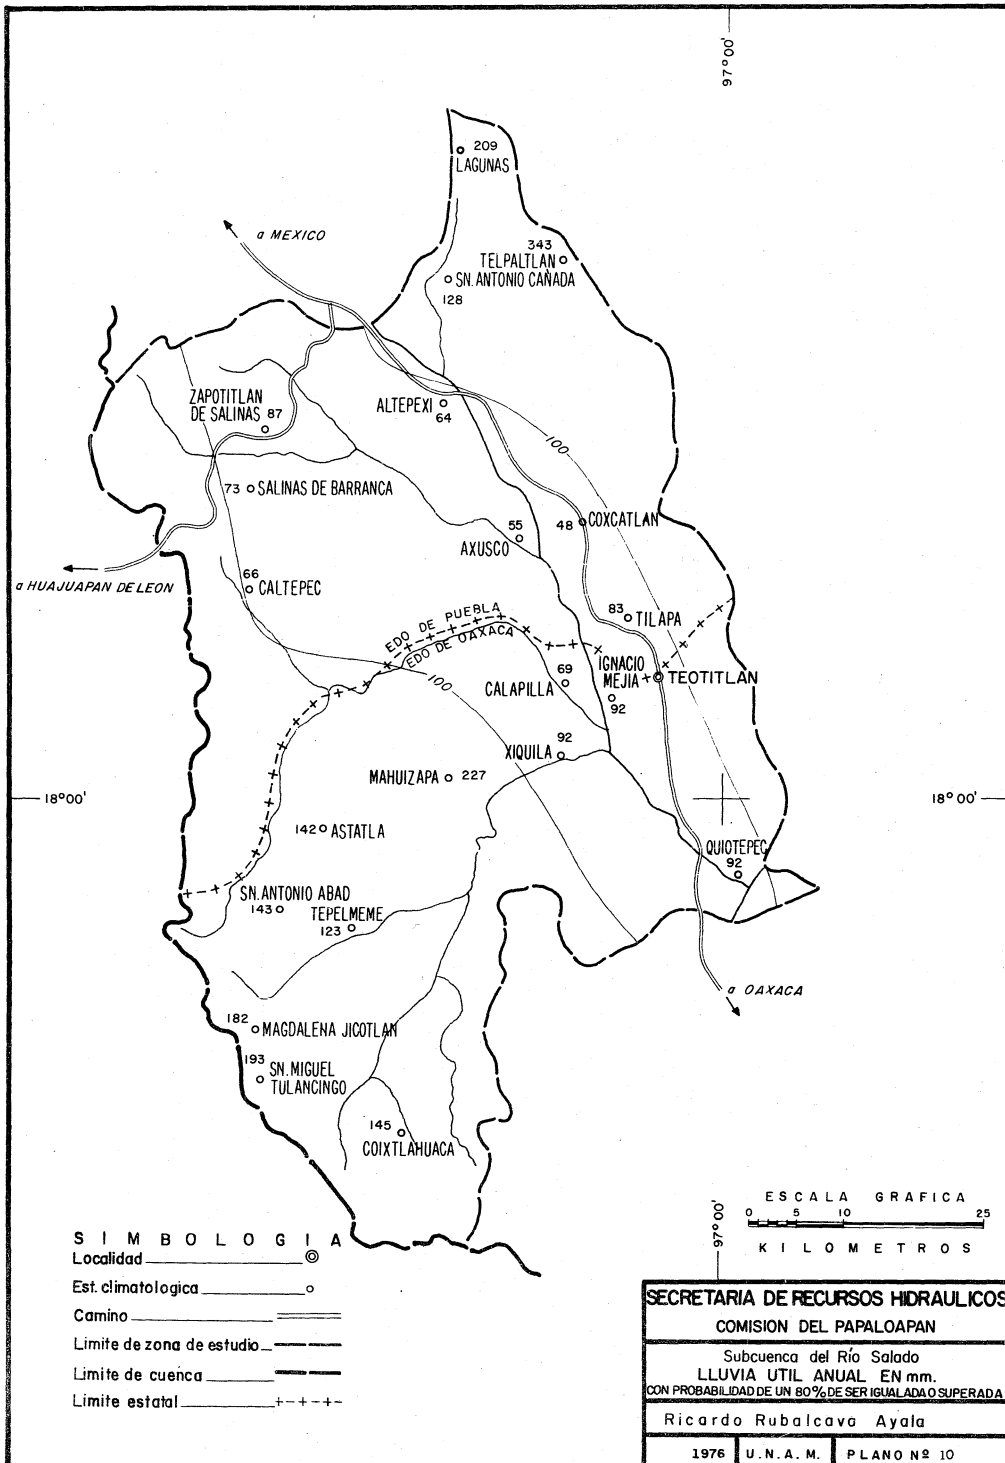 97°00'
209
LAGUNAS
a MEXICO
343
TELPALTLAN
SN. ANTONIO CAÑADA
128
ZAPOTITLAN
DE SALINAS 87
ALTEPEXI
64
100
73 SALINAS DE BARRANCA
48 COXCATLAN
55
AXUSCO
a HUAJUAPAN DE LEON
66
CALTEPEC
83
TILAPA
EDO DE PUEBLA
EDO DE OAXACA
IGNACIO
MEJIA
92
TEOTITLAN
69
CALAPILLA
100
92
XIQUILA
MAHUIZAPA 227
18°00'
18°00'
142 ASTATLA
QUIOTEPEC
92
SN. ANTONIO ABAD
143
TEPELMEME
123
a OAXACA
182
MAGDALENA JICOTLAN
193
SN. MIGUEL
TULANCINGO
145
COIXTLAHUACA
ESCALA GRAFICA
0 5 10 25
KILOMETROS
97°00'
SIMBOLOGIA
Localidad
Est. climatologica
Camino
Limite de zona de estudio
Limite de cuenca
Limite estatal
SECRETARIA DE RECURSOS HIDRAULICOS
COMISION DEL PAPALOAPAN
Subcuenca del Río Salado
LLUVIA UTIL ANUAL EN mm.
CON PROBABILIDAD DE UN 80% DE SER IGUALADA O SUPERADA
Ricardo Rubalcava Ayala
1976 U.N.A.M. PLANO Nº 10